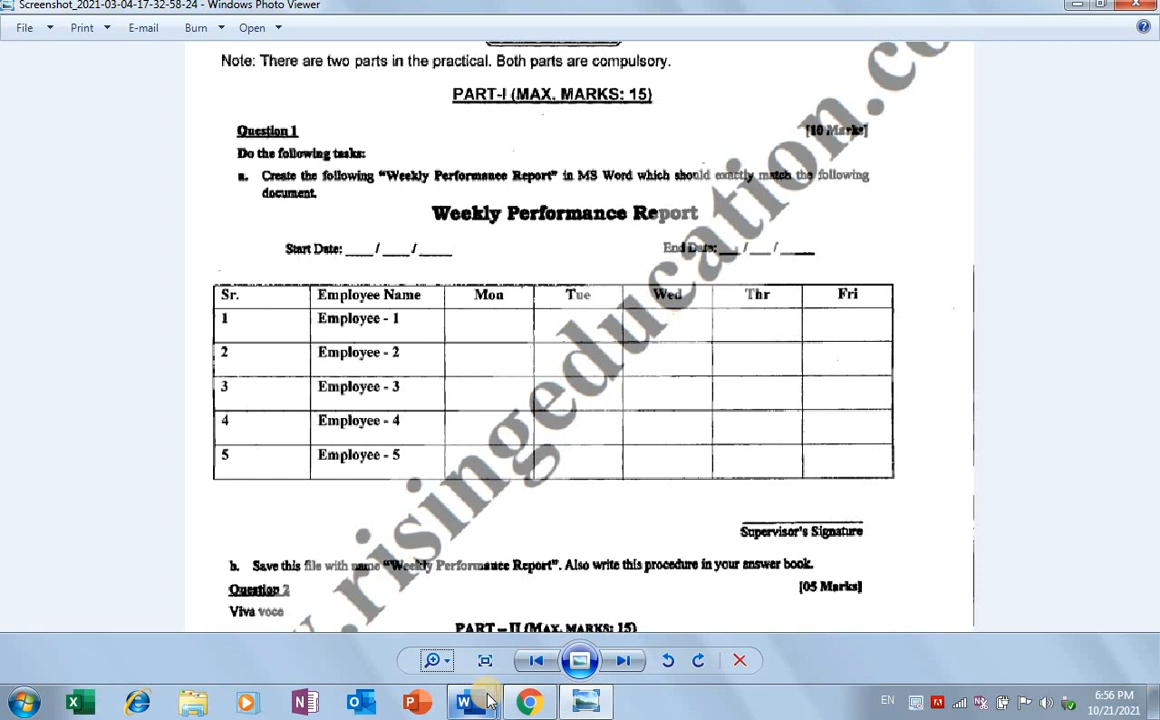 Screenshot_2021-03-04-17-32-58-24 - Windows Photo Viewer
File Print E-mail Burn Open
Note: There are two parts in the practical. Both parts are compulsory.
PART-I (MAX. MARKS: 15)
Question 1 [10 Marks]
Do the following tasks:
a. Create the following "Weekly Performance Report" in MS Word which should exactly match the following
document.
Weekly Performance Report
Start Date: ___ / ___ / ____ End Date: __ / __ / ____
Sr. Employee Name Mon Tue Wed Thr Fri
1 Employee - 1
2 Employee - 2
3 Employee - 3
4 Employee - 4
5 Employee - 5
Supervisor's Signature
b. Save this file with name "Weekly Performance Report". Also write this procedure in your answer book.
Question 2 [05 Marks]
Viva voce
PART – II (MAX. MARKS: 15)
.risingeducation.co
EN
6:56 PM
10/21/2021